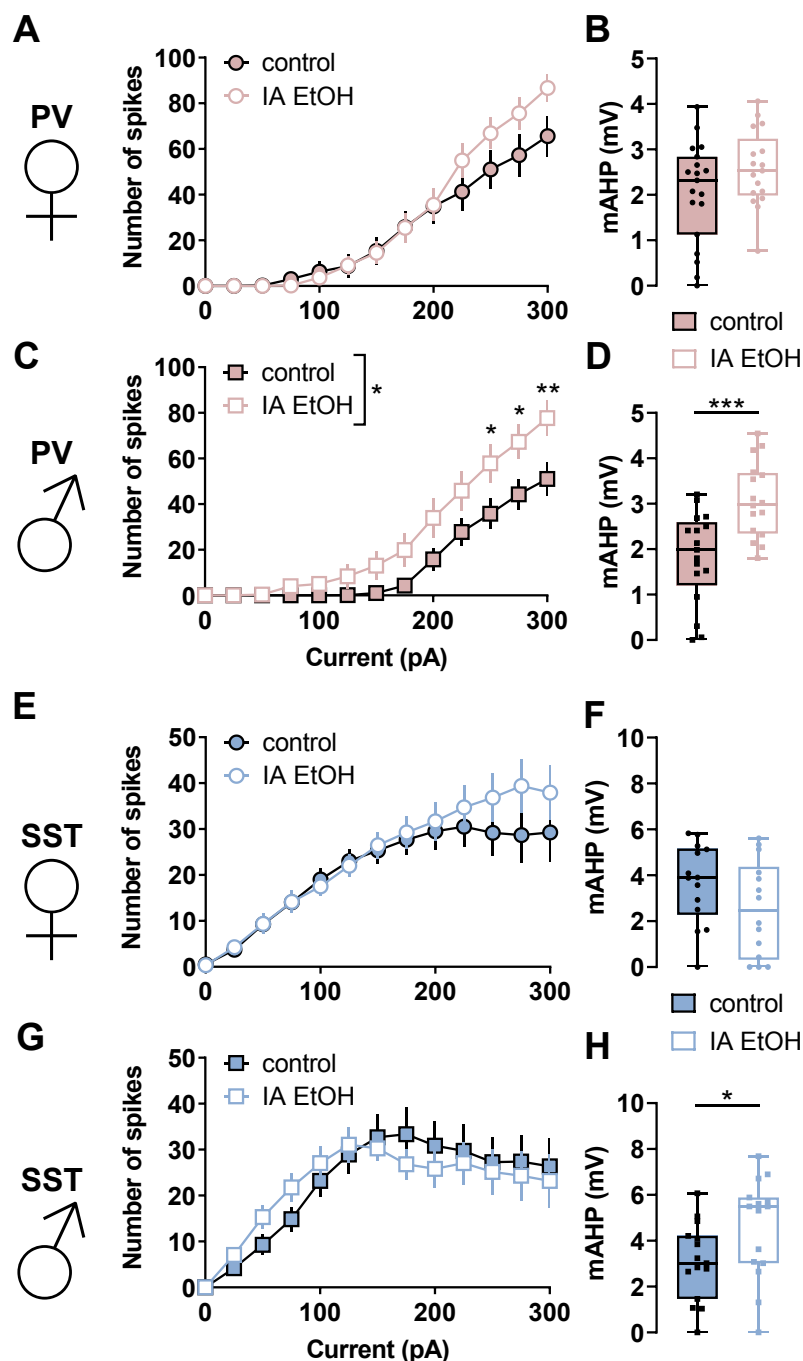 A
PV
Number of spikes
100
80
60
40
20
0
control
IA EtOH
0 100 200 300
B
mAHP (mV)
5
4
3
2
1
0
control
IA EtOH
C
PV
Number of spikes
100
80
60
40
20
0
control
IA EtOH
*
* * **
0 100 200 300
Current (pA)
D
mAHP (mV)
5
4
3
2
1
0
***
E
SST
Number of spikes
50
40
30
20
10
0
control
IA EtOH
0 100 200 300
F
mAHP (mV)
10
8
6
4
2
0
control
IA EtOH
G
SST
Number of spikes
50
40
30
20
10
0
control
IA EtOH
0 100 200 300
Current (pA)
H
mAHP (mV)
10
8
6
4
2
0
*